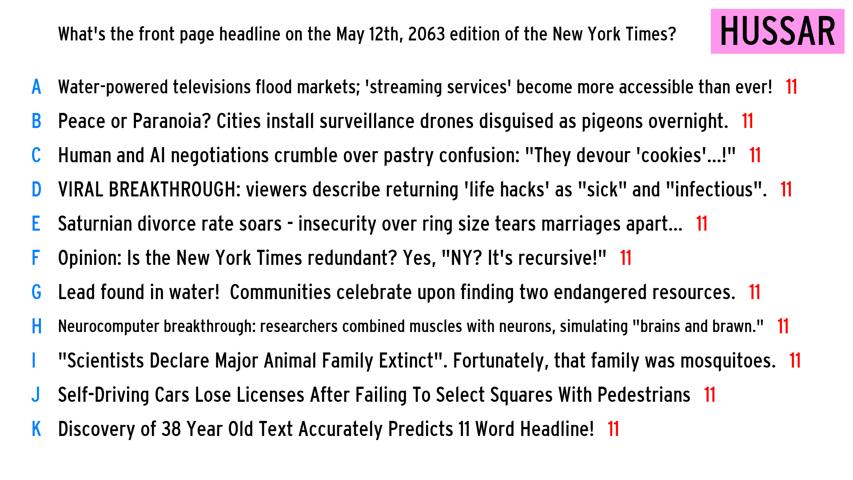 What's the front page headline on the May 12th, 2063 edition of the New York Times?
HUSSAR
A Water-powered televisions flood markets; 'streaming services' become more accessible than ever! 11
B Peace or Paranoia? Cities install surveillance drones disguised as pigeons overnight. 11
C Human and AI negotiations crumble over pastry confusion: "They devour 'cookies'...!" 11
D VIRAL BREAKTHROUGH: viewers describe returning 'life hacks' as "sick" and "infectious". 11
E Saturnian divorce rate soars - insecurity over ring size tears marriages apart... 11
F Opinion: Is the New York Times redundant? Yes, "NY? It's recursive!" 11
G Lead found in water!  Communities celebrate upon finding two endangered resources. 11
H Neurocomputer breakthrough: researchers combined muscles with neurons, simulating "brains and brawn." 11
I "Scientists Declare Major Animal Family Extinct". Fortunately, that family was mosquitoes. 11
J Self-Driving Cars Lose Licenses After Failing To Select Squares With Pedestrians 11
K Discovery of 38 Year Old Text Accurately Predicts 11 Word Headline! 11